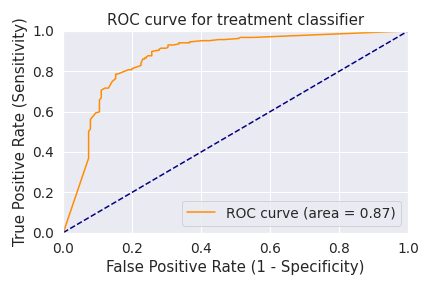 ROC curve for treatment classifier
True Positive Rate (Sensitivity)
1.0
0.8
0.6
0.4
0.2
0.0
ROC curve (area = 0.87)
0.0 0.2 0.4 0.6 0.8 1.0
False Positive Rate (1 - Specificity)